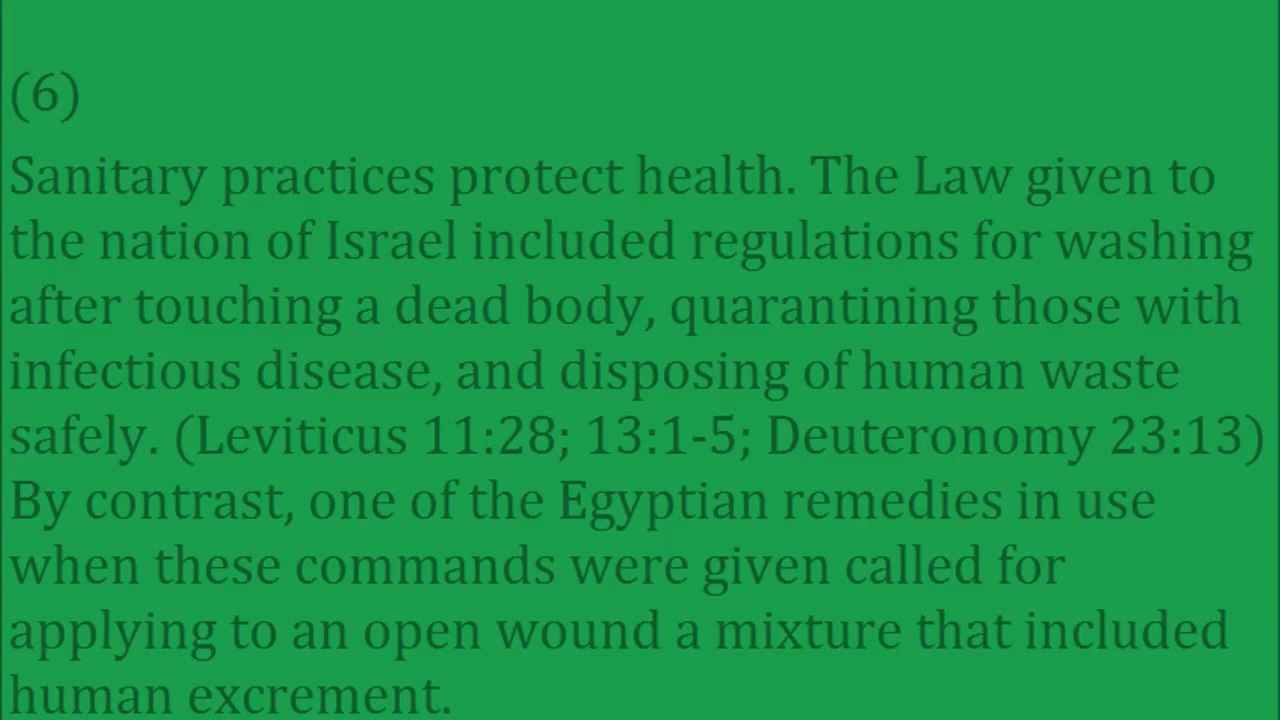 (6)
Sanitary practices protect health. The Law given to
the nation of Israel included regulations for washing
after touching a dead body, quarantining those with
infectious disease, and disposing of human waste
safely. (Leviticus 11:28; 13:1-5; Deuteronomy 23:13)
By contrast, one of the Egyptian remedies in use
when these commands were given called for
applying to an open wound a mixture that included
human excrement.